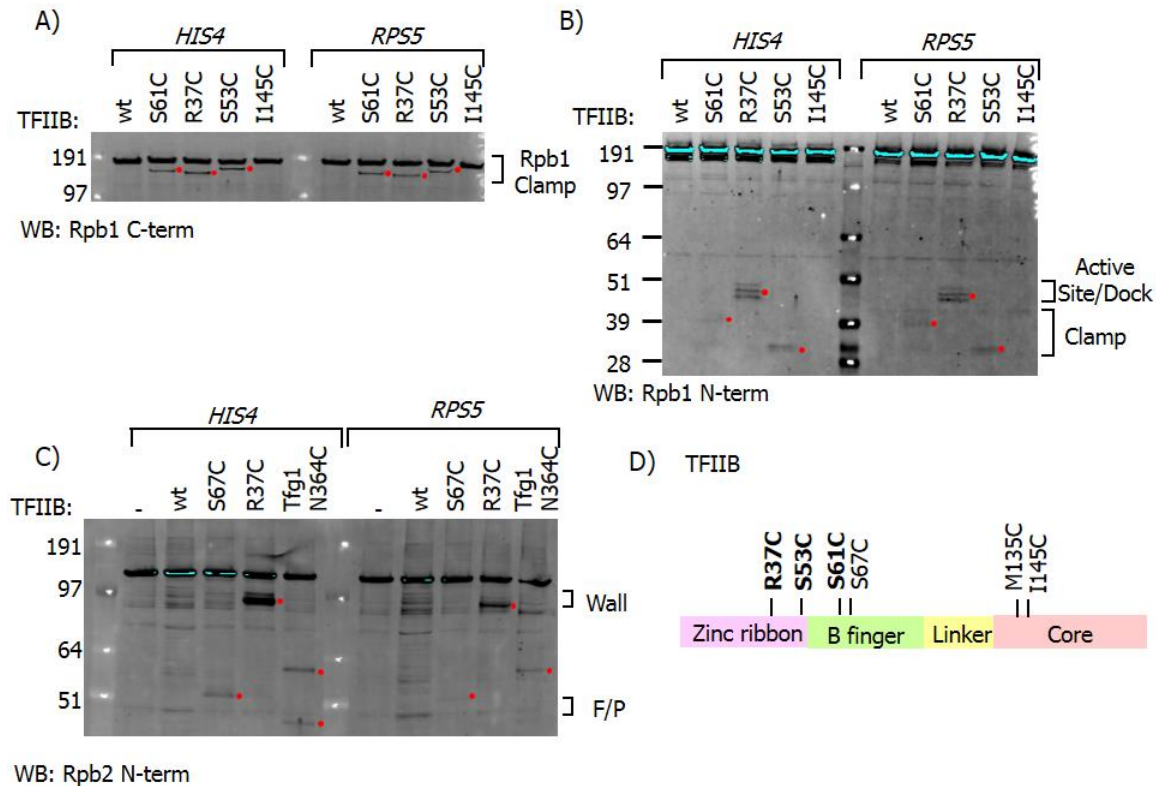 A)
HIS4 RPS5
TFIIB: wt S61C R37C S53C I145C wt S61C R37C S53C I145C
191
97
Rpb1
Clamp
WB: Rpb1 C-term
B)
HIS4 RPS5
TFIIB: wt S61C R37C S53C I145C wt S61C R37C S53C I145C
191
97
64
51
39
28
Active
Site/Dock
Clamp
WB: Rpb1 N-term
C)
HIS4 RPS5
TFIIB: - wt S67C R37C Tfg1 N364C - wt S67C R37C Tfg1 N364C
191
97
64
51
Wall
F/P
WB: Rpb2 N-term
D) TFIIB
R37C S53C S61C S67C M135C I145C
Zinc ribbon B finger Linker Core